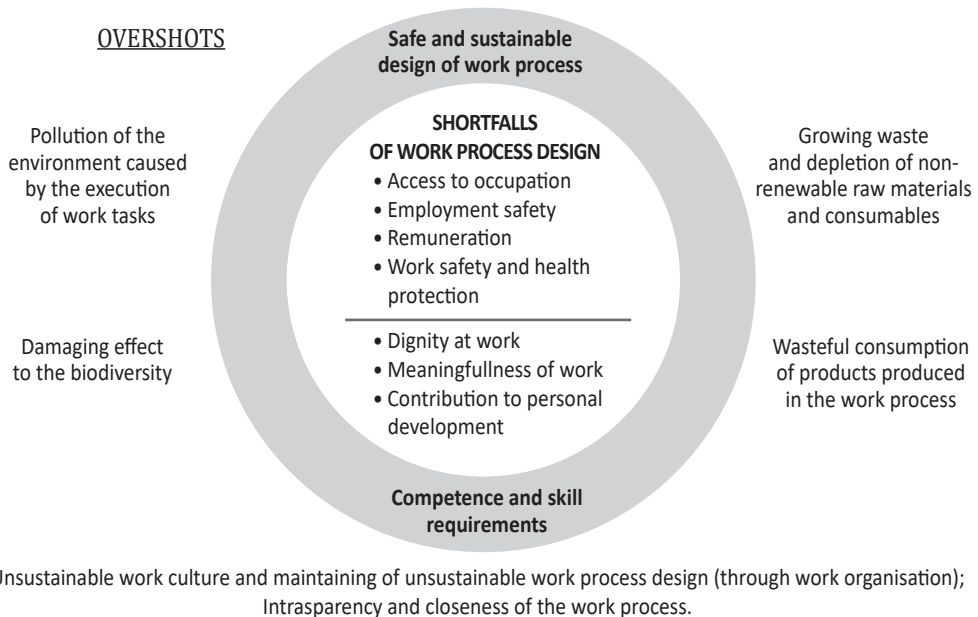 OVERSHOTS
Safe and sustainable
design of work process
Pollution of the
environment caused
by the execution
of work tasks
SHORTFALLS
OF WORK PROCESS DESIGN
• Access to occupation
• Employment safety
• Remuneration
• Work safety and health
protection
Growing waste
and depletion of non-
renewable raw materials
and consumables
Damaging effect
to the biodiversity
• Dignity at work
• Meaningfullness of work
• Contribution to personal
development
Wasteful consumption
of products produced
in the work process
Competence and skill
requirements
Unsustainable work culture and maintaining of unsustainable work process design (through work organisation);
Intrasparency and closeness of the work process.